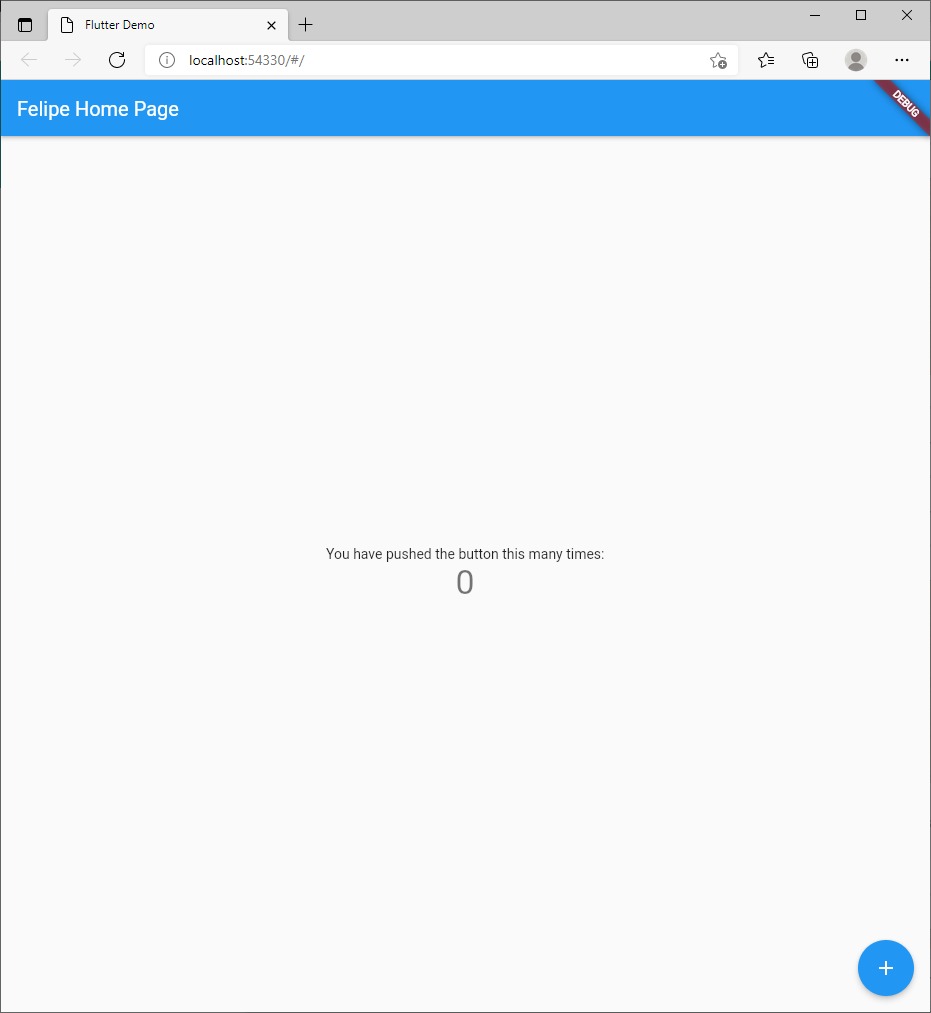 Flutter Demo
localhost:54330/#/
Felipe Home Page
DEBUG
You have pushed the button this many times:
0